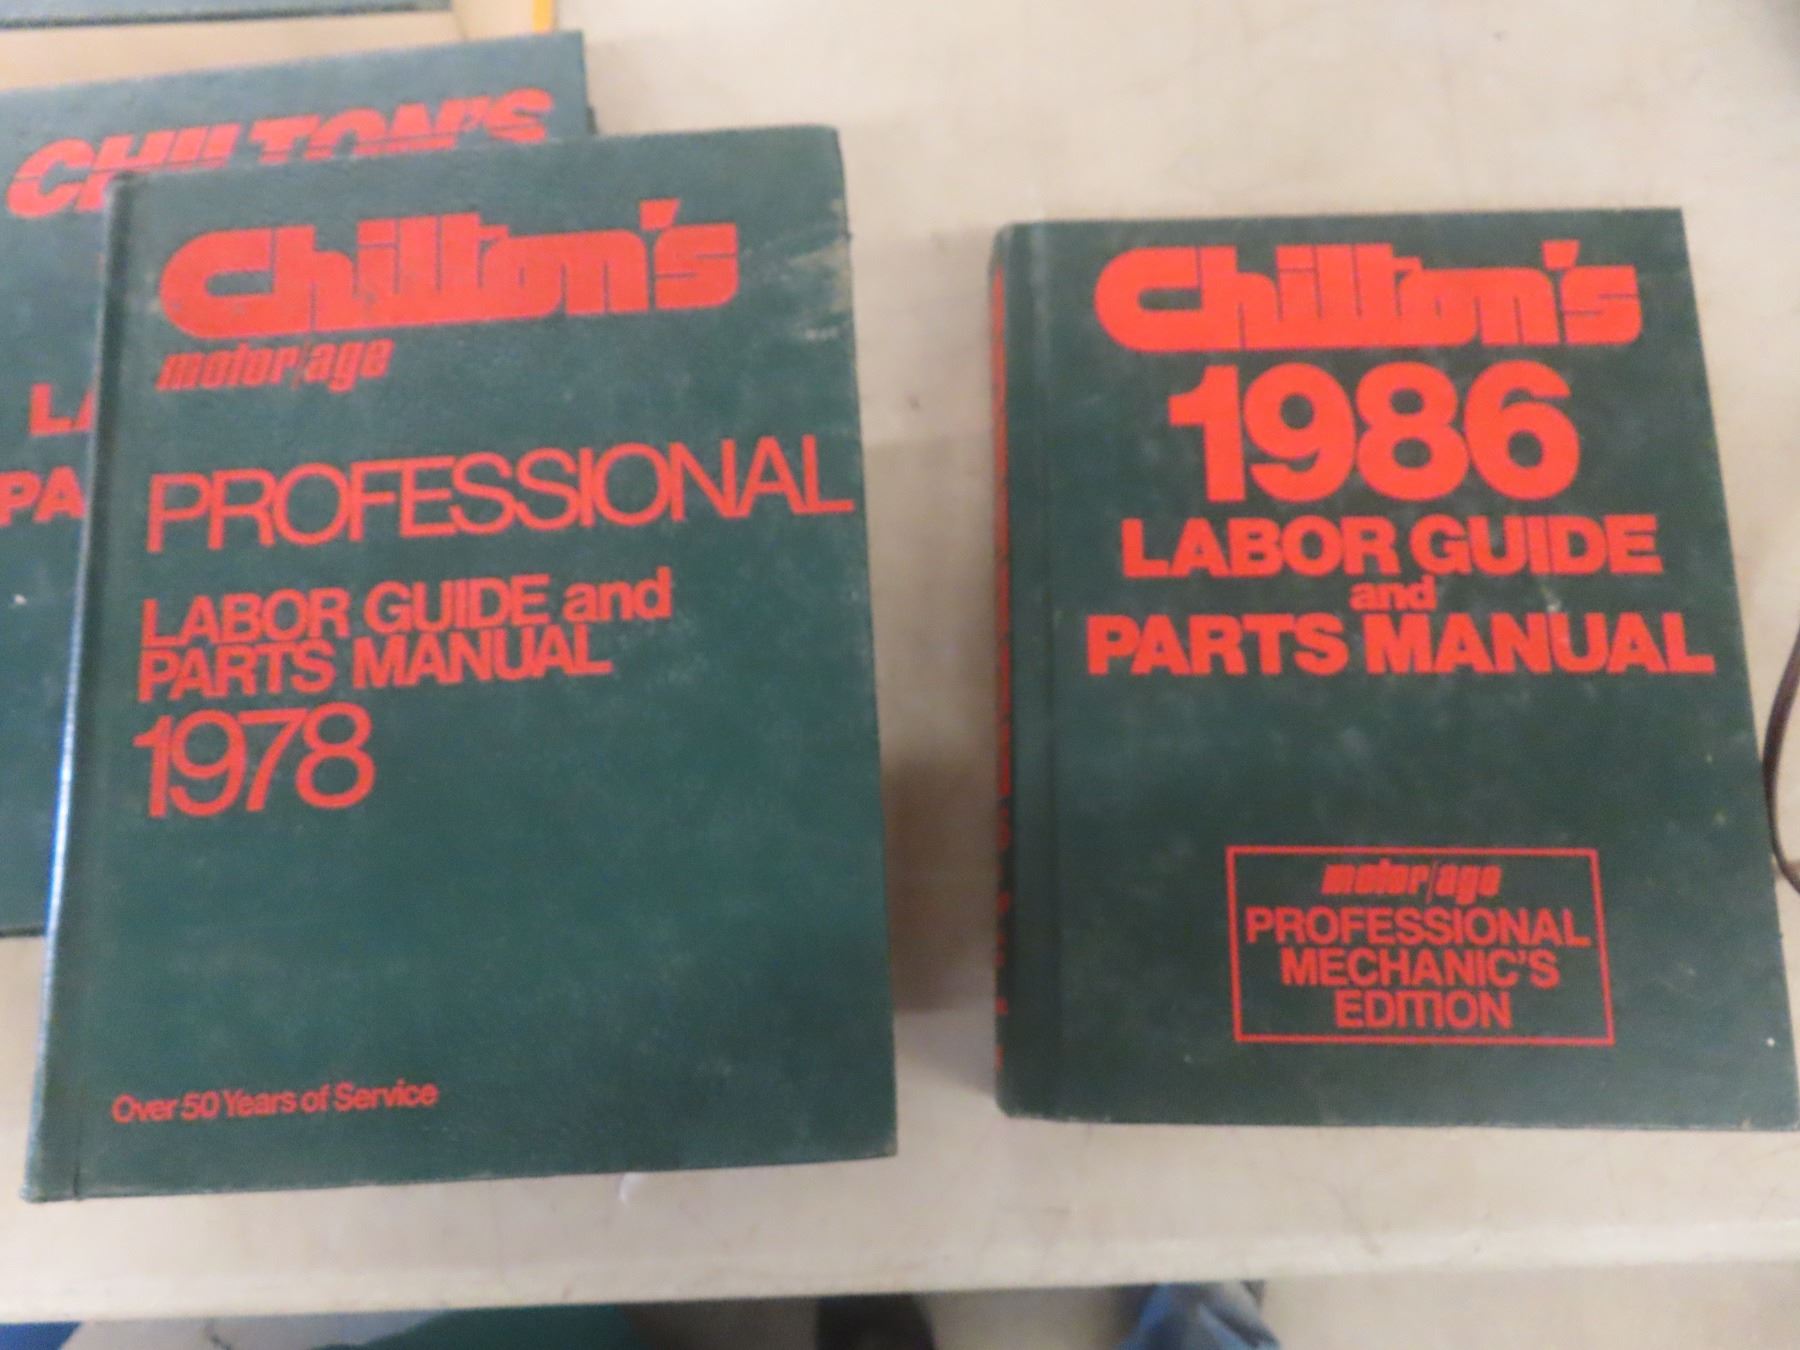 CHILTON'S
LA
PA
Chilton's
motor/age
PROFESSIONAL
LABOR GUIDE and
PARTS MANUAL
1978
Over 50 Years of Service
Chilton's
1986
LABOR GUIDE
and
PARTS MANUAL
motor/age
PROFESSIONAL
MECHANIC'S
EDITION